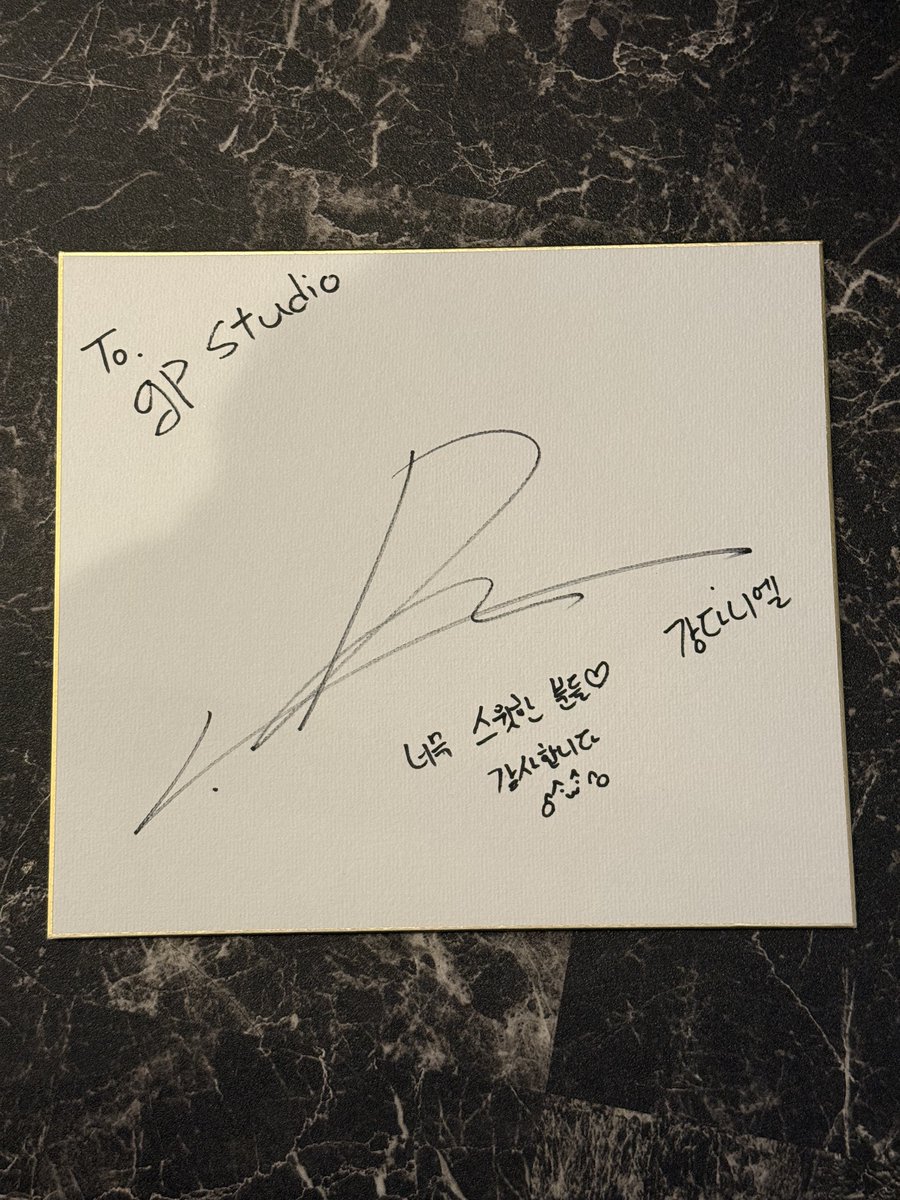 To.
gp studio
강다니엘
너무 스윗한 분들♡
감사합니다